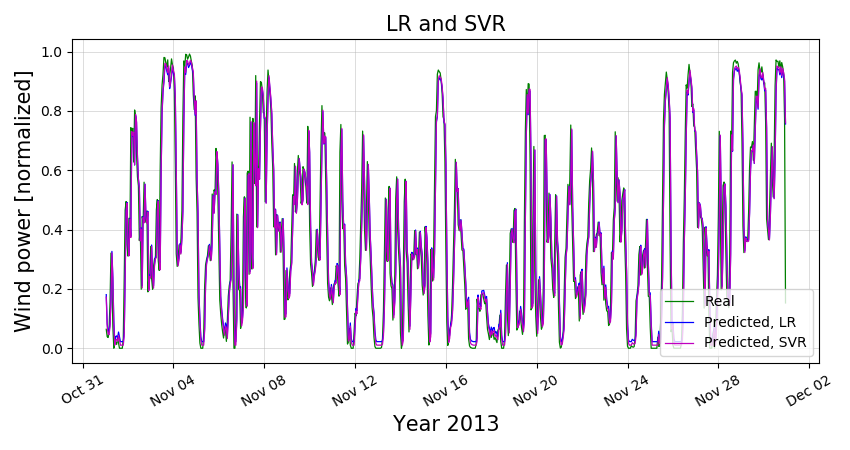 LR and SVR
Wind power [normalized]
1.0
0.8
0.6
0.4
0.2
0.0
Real
Predicted, LR
Predicted, SVR
Oct 31
Nov 04
Nov 08
Nov 12
Nov 16
Nov 20
Nov 24
Nov 28
Dec 02
Year 2013